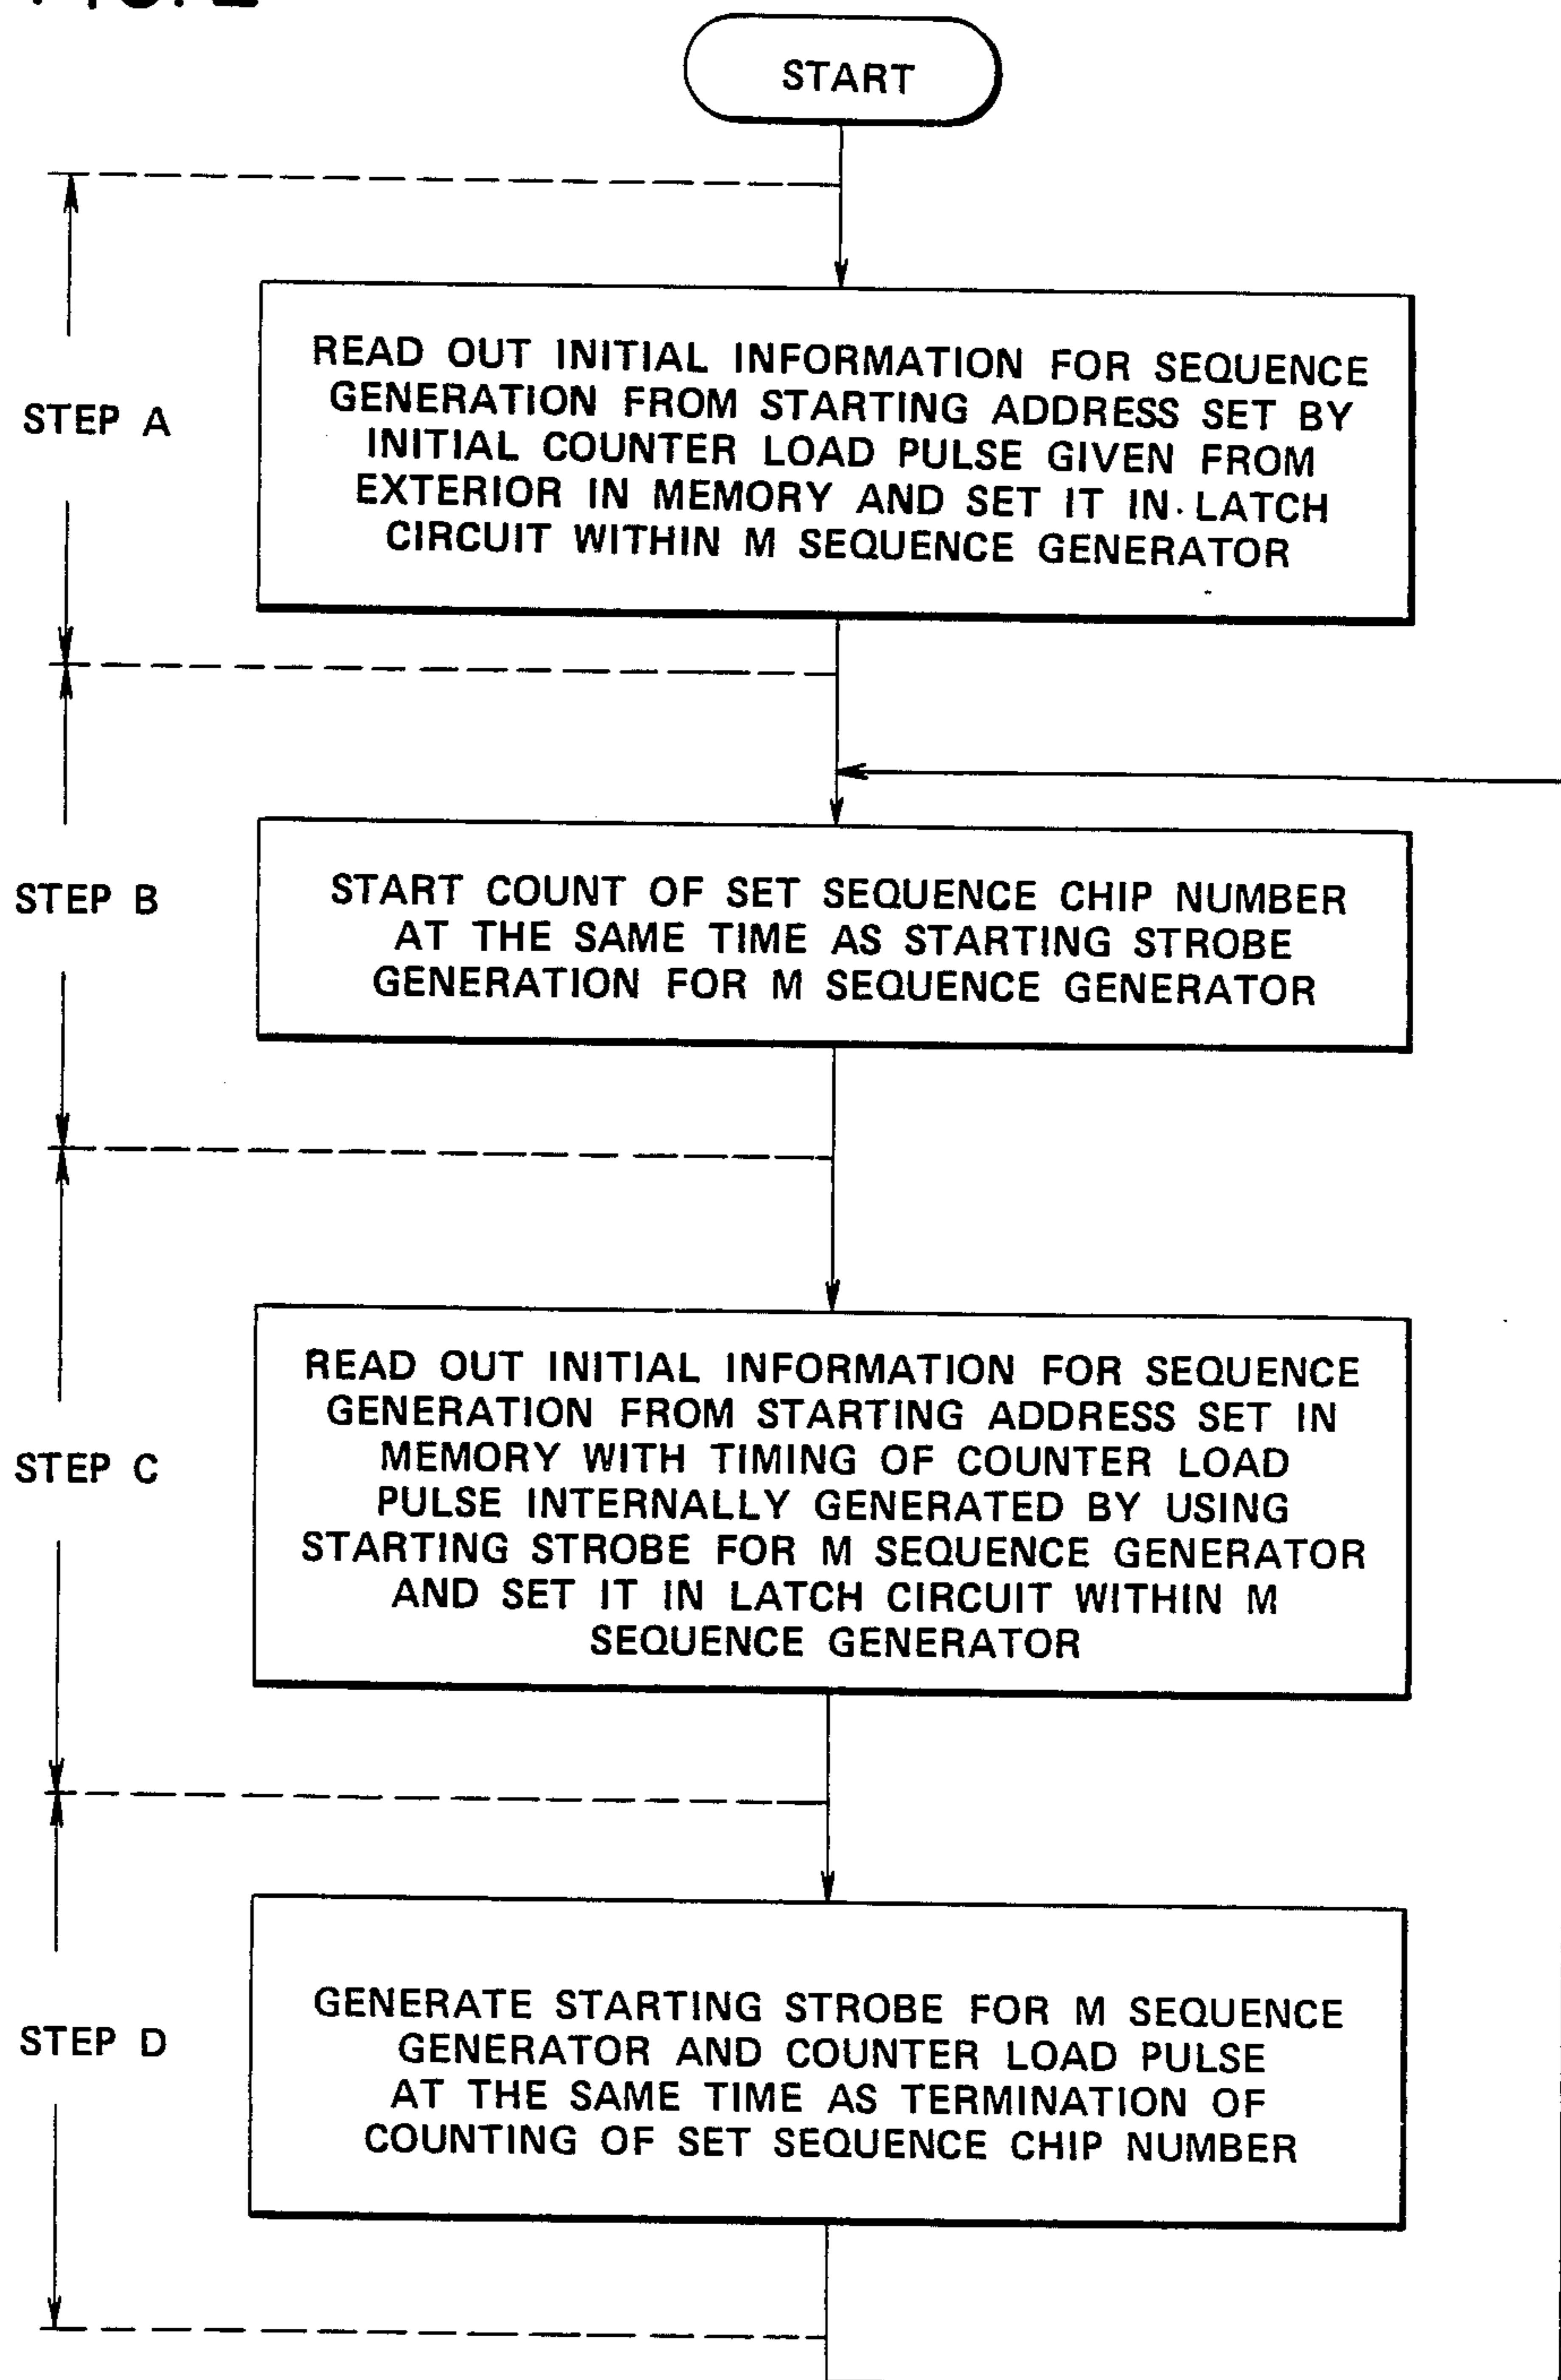 START
STEP A
READ OUT INITIAL INFORMATION FOR SEQUENCE
GENERATION FROM STARTING ADDRESS SET BY
INITIAL COUNTER LOAD PULSE GIVEN FROM
EXTERIOR IN MEMORY AND SET IT IN LATCH
CIRCUIT WITHIN M SEQUENCE GENERATOR
STEP B
START COUNT OF SET SEQUENCE CHIP NUMBER
AT THE SAME TIME AS STARTING STROBE
GENERATION FOR M SEQUENCE GENERATOR
STEP C
READ OUT INITIAL INFORMATION FOR SEQUENCE
GENERATION FROM STARTING ADDRESS SET IN
MEMORY WITH TIMING OF COUNTER LOAD
PULSE INTERNALLY GENERATED BY USING
STARTING STROBE FOR M SEQUENCE GENERATOR
AND SET IT IN LATCH CIRCUIT WITHIN M
SEQUENCE GENERATOR
STEP D
GENERATE STARTING STROBE FOR M SEQUENCE
GENERATOR AND COUNTER LOAD PULSE
AT THE SAME TIME AS TERMINATION OF
COUNTING OF SET SEQUENCE CHIP NUMBER